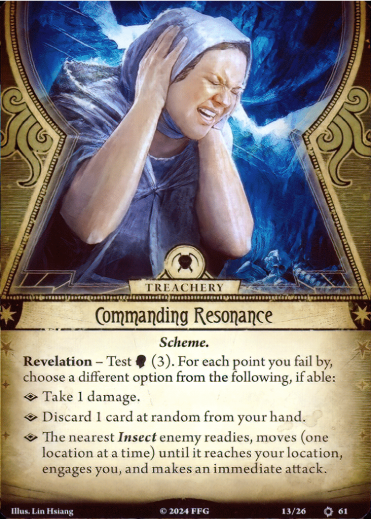 TREACHERY
Commanding Resonance
Scheme.
Revelation – Test (3). For each point you fail by,
choose a different option from the following, if able:
Take 1 damage.
Discard 1 card at random from your hand.
The nearest Insect enemy readies, moves (one
location at a time) until it reaches your location,
engages you, and makes an immediate attack.
Illus. Lin Hsiang © 2024 FFG 13/26 61